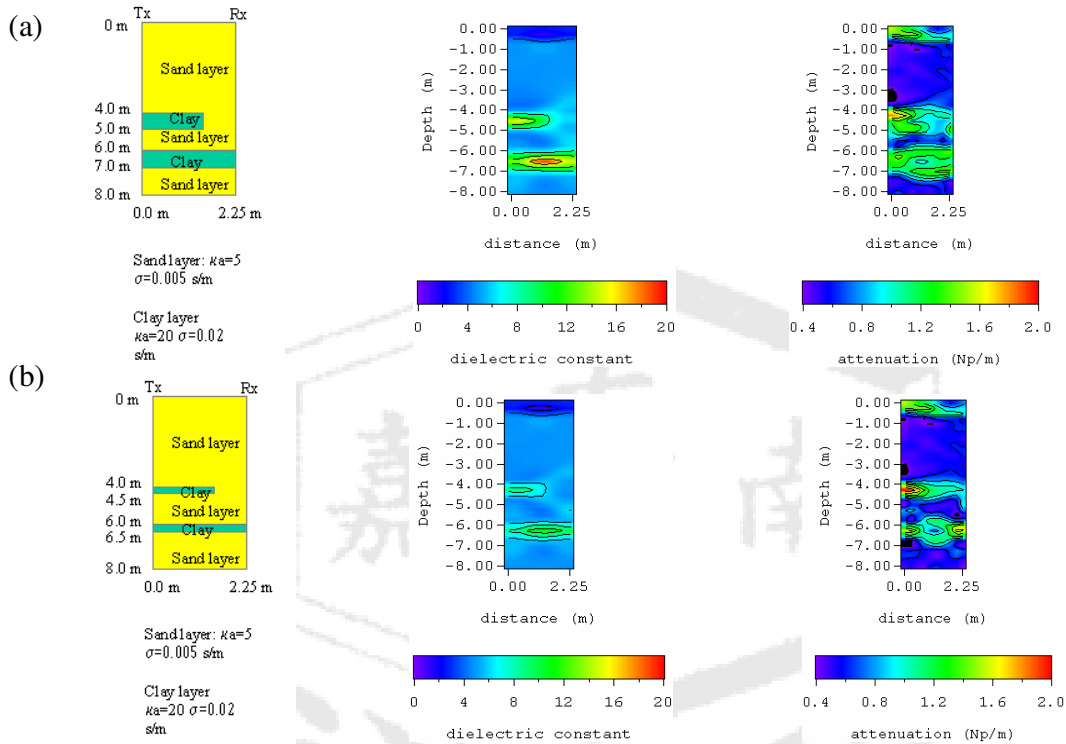 (a)
Tx Rx
0 m
Sand layer
4.0 m
Clay
5.0 m
Sand layer
6.0 m
Clay
7.0 m
Sand layer
8.0 m
0.0 m 2.25 m
Sand layer: κa=5
σ=0.005 s/m
Clay layer
κa=20 σ=0.02
s/m
Depth (m)
0.00
-1.00
-2.00
-3.00
-4.00
-5.00
-6.00
-7.00
-8.00
0.00 2.25
distance (m)
0 4 8 12 16 20
dielectric constant
Depth (m)
0.00
-1.00
-2.00
-3.00
-4.00
-5.00
-6.00
-7.00
-8.00
0.00 2.25
distance (m)
0.4 0.8 1.2 1.6 2.0
attenuation (Np/m)
(b)
Tx Rx
0 m
Sand layer
4.0 m
Clay
4.5 m
Sand layer
6.0 m
Clay
6.5 m
Sand layer
8.0 m
0.0 m 2.25 m
Sand layer: κa=5
σ=0.005 s/m
Clay layer
κa=20 σ=0.02
s/m
Depth (m)
0.00
-1.00
-2.00
-3.00
-4.00
-5.00
-6.00
-7.00
-8.00
0.00 2.25
distance (m)
0 4 8 12 16 20
dielectric constant
Depth (m)
0.00
-1.00
-2.00
-3.00
-4.00
-5.00
-6.00
-7.00
-8.00
0.00 2.25
distance (m)
0.4 0.8 1.2 1.6 2.0
attenuation (Np/m)